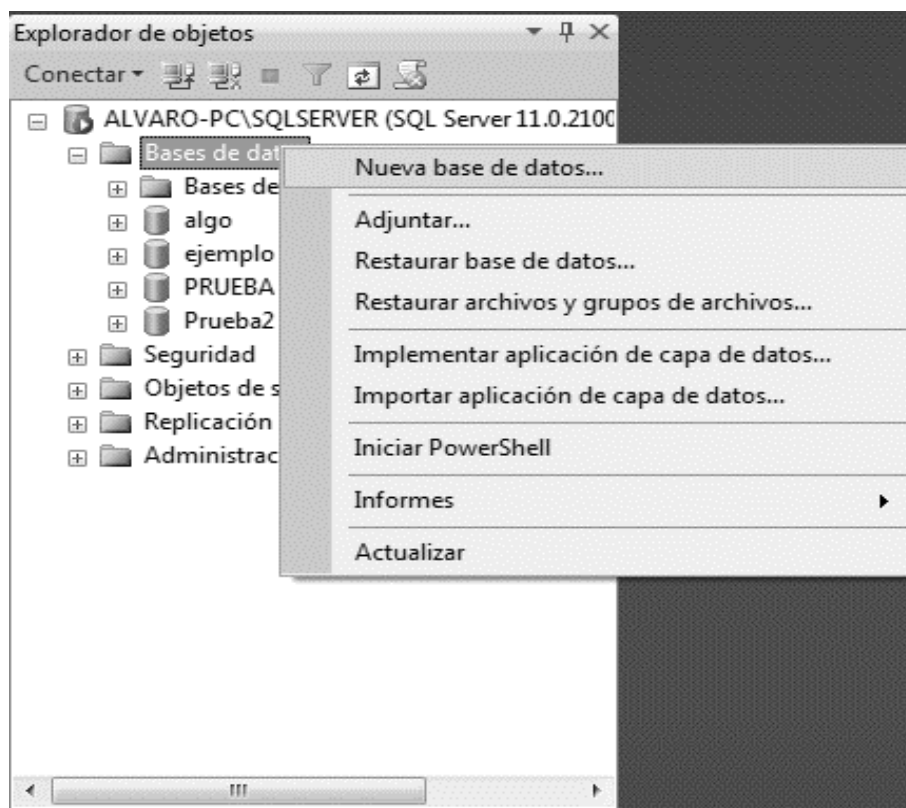 Explorador de objetos
Conectar
ALVARO-PC\SQLSERVER (SQL Server 11.0.2100
Bases de dat
Bases de
algo
ejemplo
PRUEBA
Prueba2
Seguridad
Objetos de s
Replicación
Administrac
Nueva base de datos...
Adjuntar...
Restaurar base de datos...
Restaurar archivos y grupos de archivos...
Implementar aplicación de capa de datos...
Importar aplicación de capa de datos...
Iniciar PowerShell
Informes
Actualizar